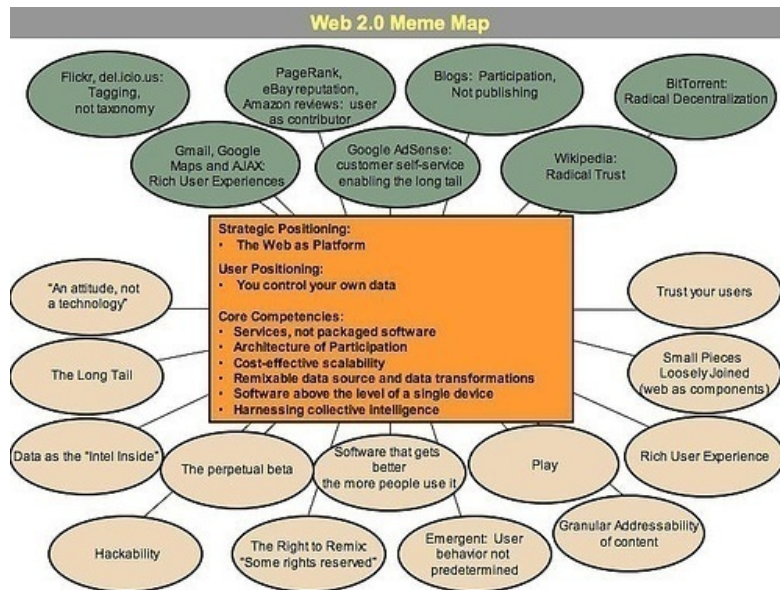 Web 2.0 Meme Map
Flickr, del.icio.us:
Tagging,
not taxonomy
PageRank,
eBay reputation,
Amazon reviews: user
as contributor
Blogs: Participation,
Not publishing
BitTorrent:
Radical Decentralization
Gmail, Google
Maps and AJAX:
Rich User Experiences
Google AdSense:
customer self-service
enabling the long tail
Wikipedia:
Radical Trust
Strategic Positioning:
• The Web as Platform
User Positioning:
• You control your own data
Core Competencies:
• Services, not packaged software
• Architecture of Participation
• Cost-effective scalability
• Remixable data source and data transformations
• Software above the level of a single device
• Harnessing collective intelligence
"An attitude, not
a technology"
Trust your users
The Long Tail
Small Pieces
Loosely Joined
(web as components)
Data as the "Intel Inside"
The perpetual beta
Software that gets
better
the more people use it
Play
Rich User Experience
Hackability
The Right to Remix:
"Some rights reserved"
Emergent: User
behavior not
predetermined
Granular Addressability
of content